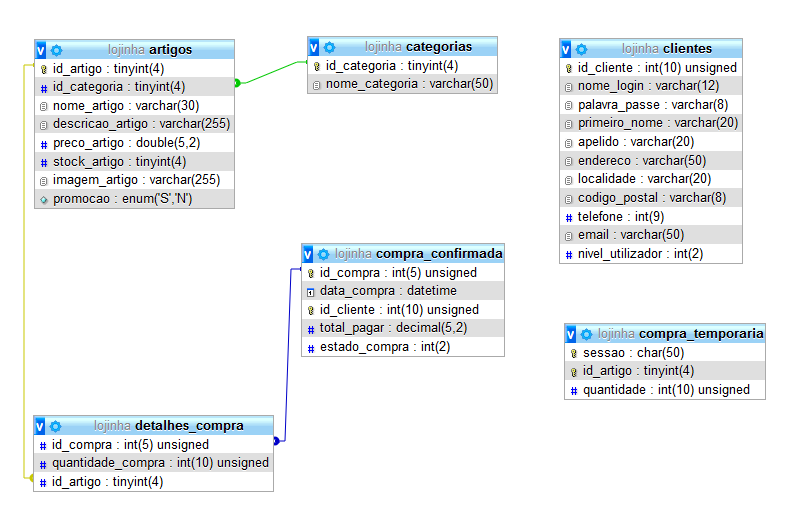 v lojinha artigos
id_artigo : tinyint(4)
# id_categoria : tinyint(4)
nome_artigo : varchar(30)
descricao_artigo : varchar(255)
# preco_artigo : double(5,2)
# stock_artigo : tinyint(4)
imagem_artigo : varchar(255)
promocao : enum('S','N')
v lojinha categorias
id_categoria : tinyint(4)
nome_categoria : varchar(50)
v lojinha clientes
id_cliente : int(10) unsigned
nome_login : varchar(12)
palavra_passe : varchar(8)
primeiro_nome : varchar(20)
apelido : varchar(20)
endereco : varchar(50)
localidade : varchar(20)
codigo_postal : varchar(8)
# telefone : int(9)
email : varchar(50)
# nivel_utilizador : int(2)
v lojinha compra_confirmada
id_compra : int(5) unsigned
data_compra : datetime
id_cliente : int(10) unsigned
# total_pagar : decimal(5,2)
# estado_compra : int(2)
v lojinha compra_temporaria
sessao : char(50)
id_artigo : tinyint(4)
# quantidade : int(10) unsigned
v lojinha detalhes_compra
# id_compra : int(5) unsigned
# quantidade_compra : int(10) unsigned
# id_artigo : tinyint(4)